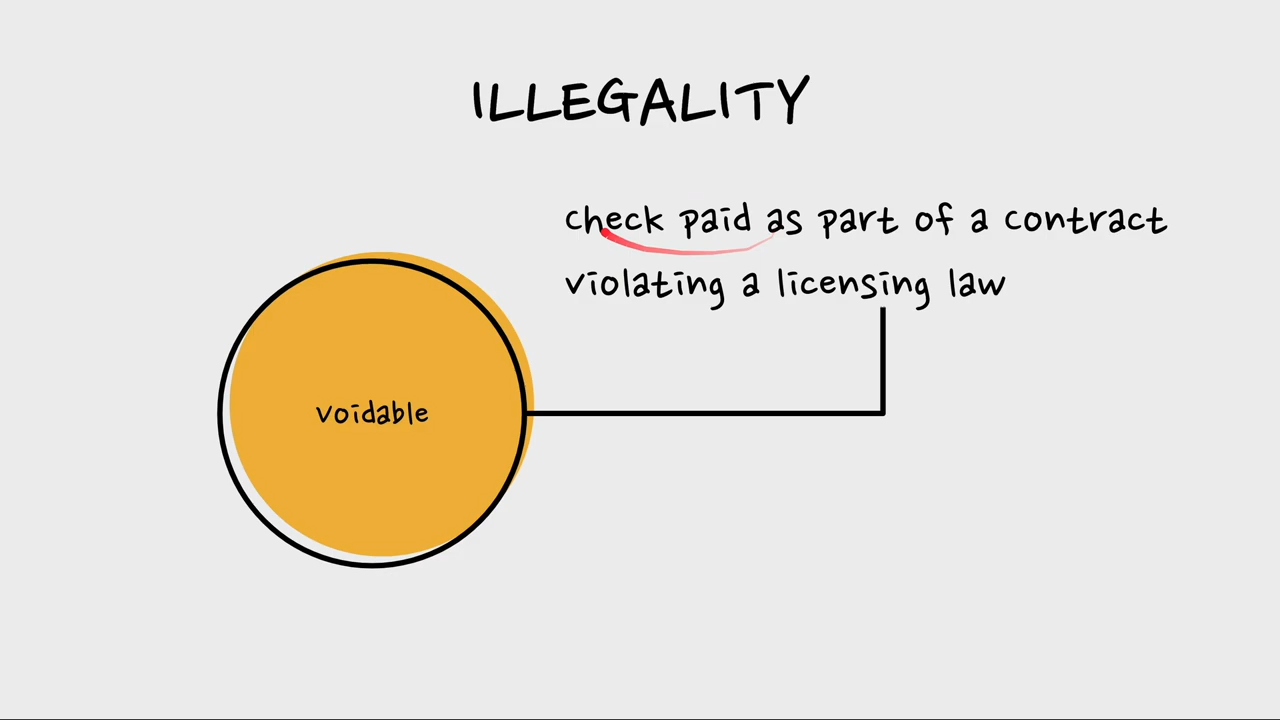 ILLEGALITY
check paid as part of a contract
violating a licensing law
voidable